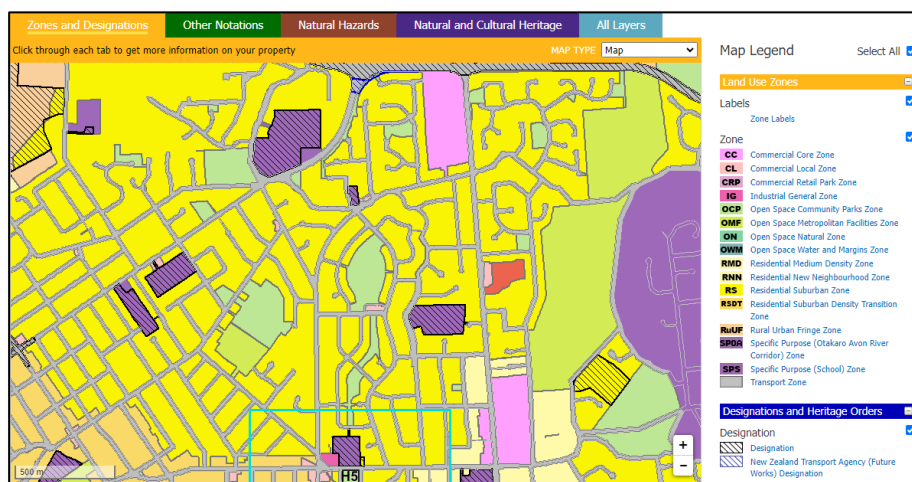 Zones and Designations
Other Notations
Natural Hazards
Natural and Cultural Heritage
All Layers
Click through each tab to get more information on your property
MAP TYPE Map
Map Legend Select All
Land Use Zones
Labels
Zone Labels
Zone
CC Commercial Core Zone
CL Commercial Local Zone
CRP Commercial Retail Park Zone
IG Industrial General Zone
OCP Open Space Community Parks Zone
OMF Open Space Metropolitan Facilities Zone
ON Open Space Natural Zone
OWM Open Space Water and Margins Zone
RMD Residential Medium Density Zone
RNN Residential New Neighbourhood Zone
RS Residential Suburban Zone
RSDT Residential Suburban Density Transition
Zone
RuUF Rural Urban Fringe Zone
SPOA Specific Purpose (Otakaro Avon River
Corridor) Zone
SPS Specific Purpose (School) Zone
Transport Zone
Designations and Heritage Orders
Designation
Designation
New Zealand Transport Agency (Future
Works) Designation
500 m
+
−